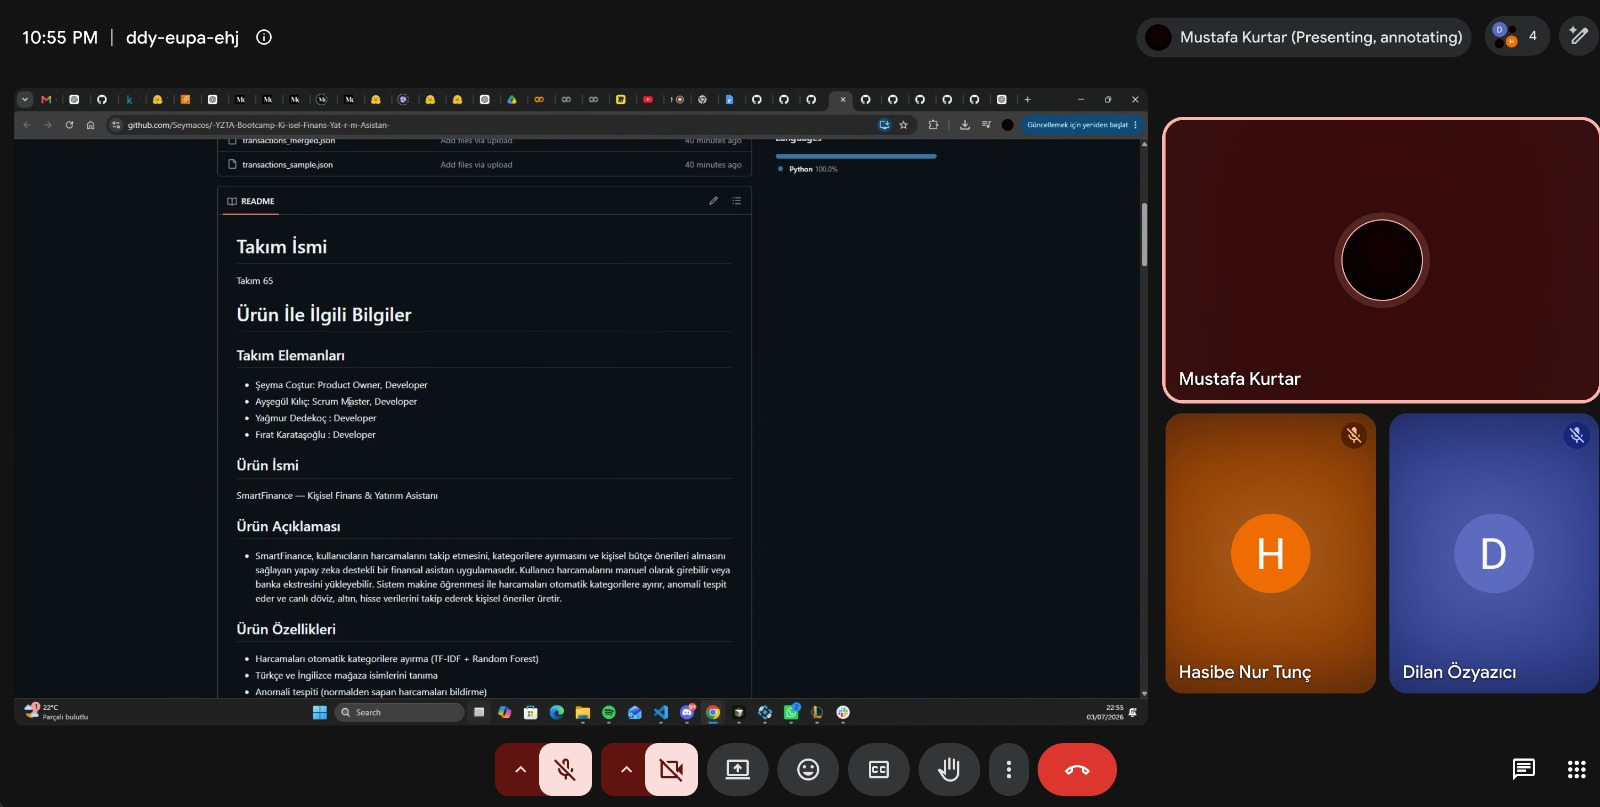 10:55 PM | ddy-eupa-ehj
Mustafa Kurtar (Presenting, annotating)
4
github.com/Seymacos/-YZTA-Bootcamp-Ki-isel-Finans-Yat-r-m-Asistan-
Güncellemek için yeniden başlat
transactions_merged.json Add files via upload 40 minutes ago
transactions_sample.json Add files via upload 40 minutes ago
Languages
Python 100.0%
README
Takım İsmi
Takım 65
Ürün İle İlgili Bilgiler
Takım Elemanları
Şeyma Coştur: Product Owner, Developer
Ayşegül Kılıç: Scrum Master, Developer
Yağmur Dedekoç : Developer
Fırat Karataşoğlu : Developer
Ürün İsmi
SmartFinance — Kişisel Finans & Yatırım Asistanı
Ürün Açıklaması
SmartFinance, kullanıcıların harcamalarını takip etmesini, kategorilere ayırmasını ve kişisel bütçe önerileri almasını
sağlayan yapay zeka destekli bir finansal asistan uygulamasıdır. Kullanıcı harcamalarını manuel olarak girebilir veya
banka ekstresini yükleyebilir. Sistem makine öğrenmesi ile harcamaları otomatik kategorilere ayırır, anomali tespit
eder ve canlı döviz, altın, hisse verilerini takip ederek kişisel öneriler üretir.
Ürün Özellikleri
Harcamaları otomatik kategorilere ayırma (TF-IDF + Random Forest)
Türkçe ve İngilizce mağaza isimlerini tanıma
Anomali tespiti (normalden sapan harcamaları bildirme)
22°C
Parçalı bulutlu
Search
22:55
03/07/2026
Mustafa Kurtar
H
Hasibe Nur Tunç
D
Dilan Özyazıcı